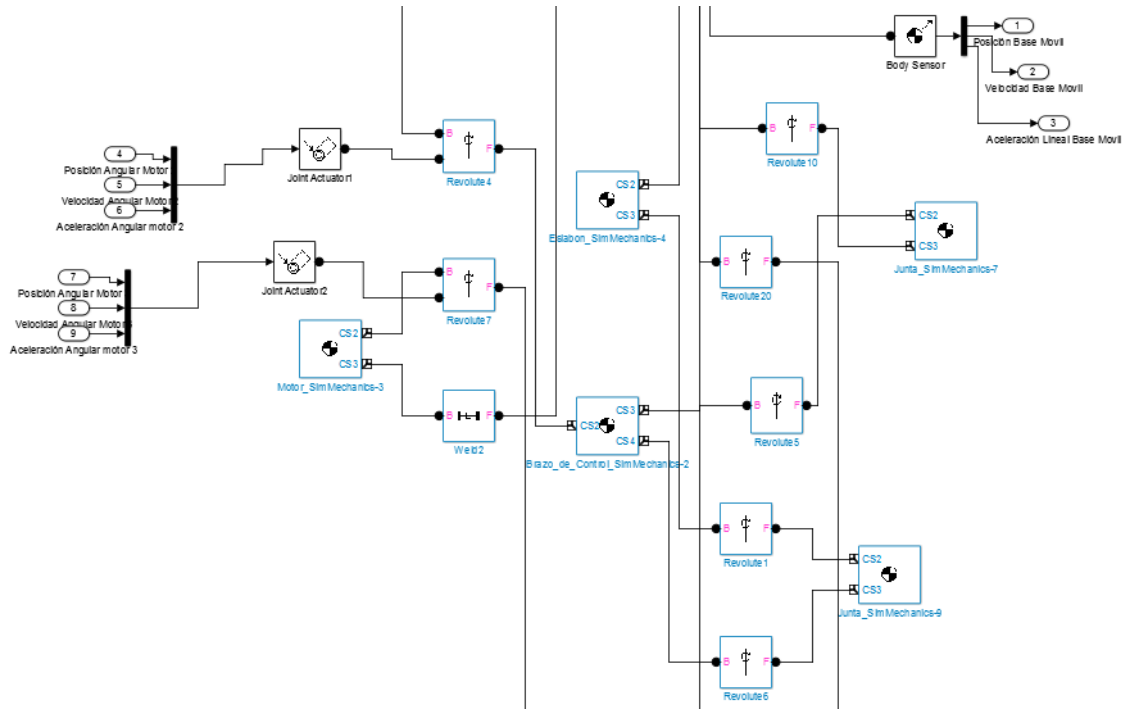 1
Posición Base Movil
Body Sensor
2
Velocidad Base Movil
3
Aceleración Lineal Base Movil
B F
Revolute10
B F
Revolute4
4
Posición Angular Motor
5
Velocidad Angular Motor
6
Aceleración Angular motor 2
Joint Actuator1
CS2
CS3
Eslabon_SimMechanics-4
CS2
CS3
Junta_SimMechanics-7
B F
Revolute20
7
Posición Angular Motor
8
Velocidad Angular Motor
9
Aceleración Angular motor 3
Joint Actuator2
B F
Revolute7
CS2
CS3
Motor_SimMechanics-3
B F
Weld2
CS2
CS3
CS4
Brazo_de_Control_SimMechanics-2
B F
Revolute5
B F
Revolute1
CS2
CS3
Junta_SimMechanics-9
B F
Revolute6